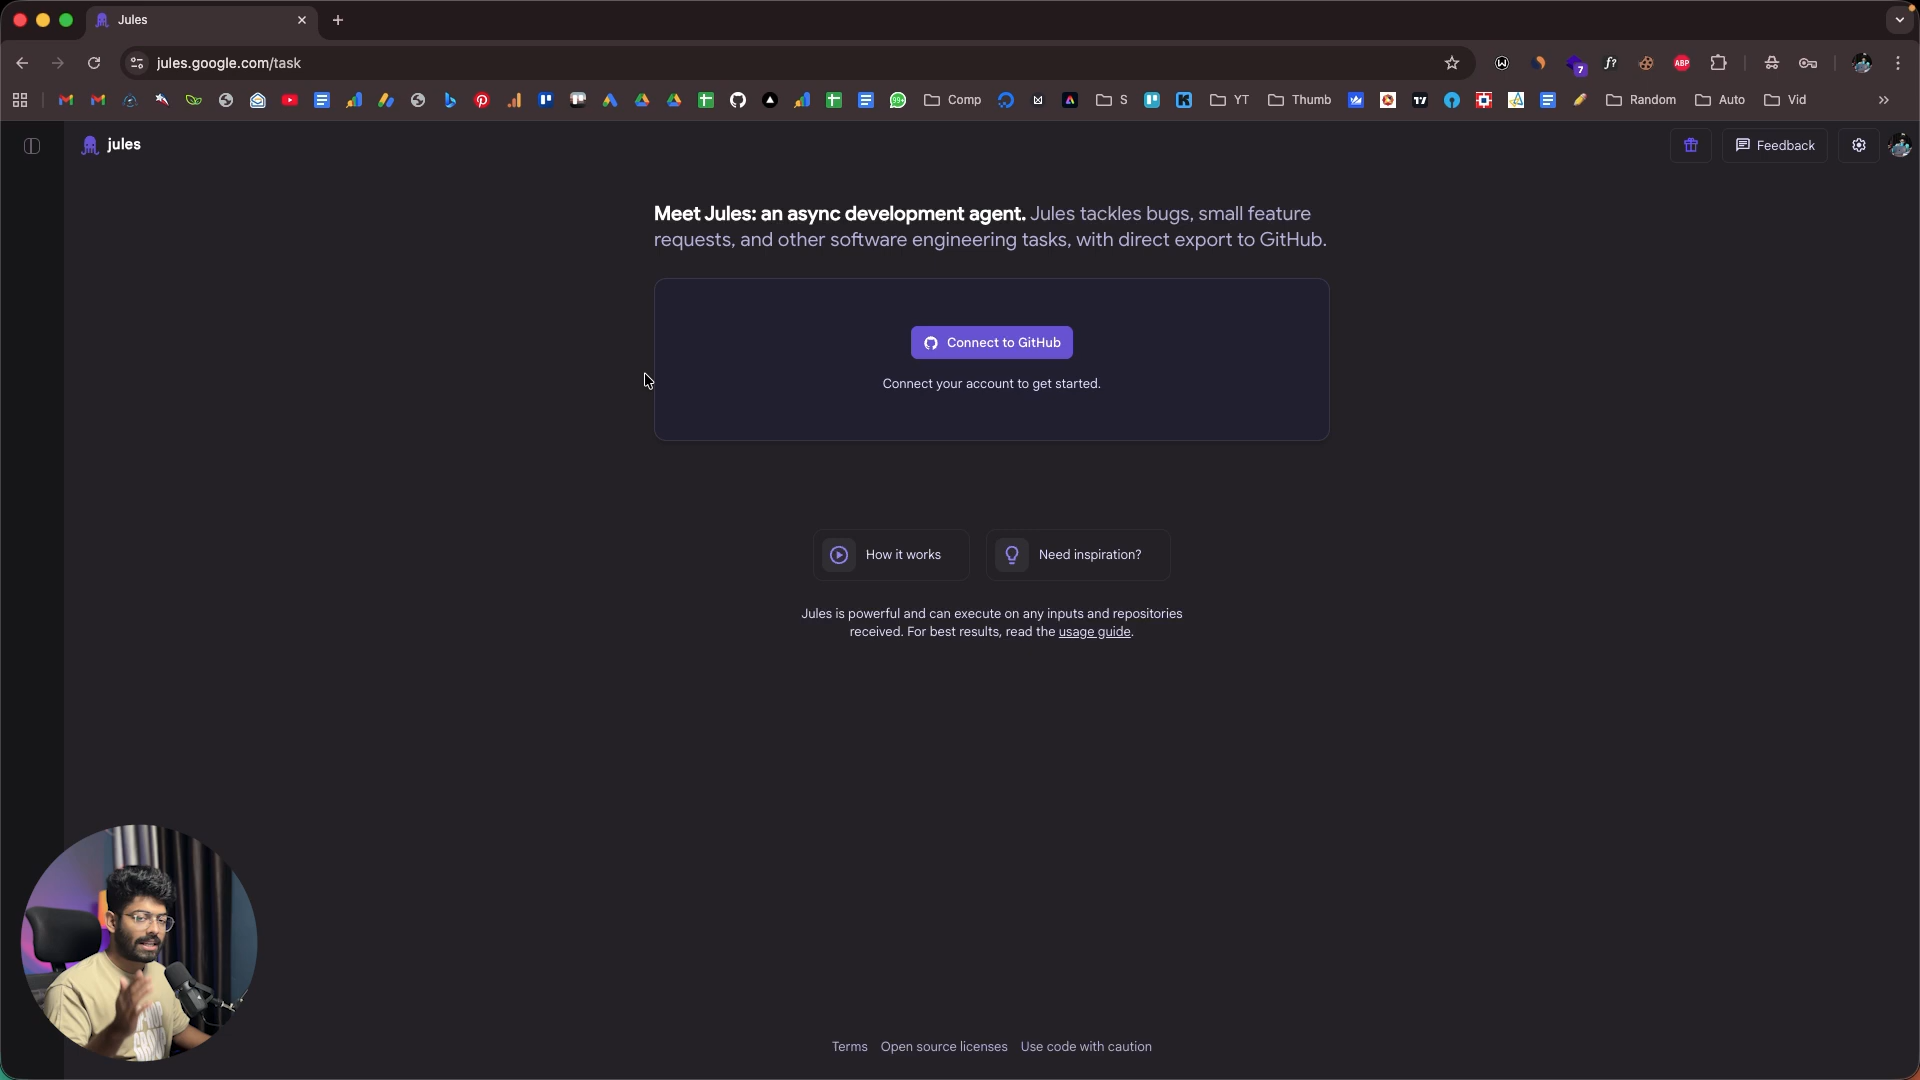 Jules
jules.google.com/task
7
ABP
99+
Comp
S
YT
Thumb
Random
Auto
Vid
jules
Feedback
Meet Jules: an async development agent. Jules tackles bugs, small feature
requests, and other software engineering tasks, with direct export to GitHub.
Connect to GitHub
Connect your account to get started.
How it works
Need inspiration?
Jules is powerful and can execute on any inputs and repositories
received. For best results, read the usage guide.
Terms
Open source licenses
Use code with caution